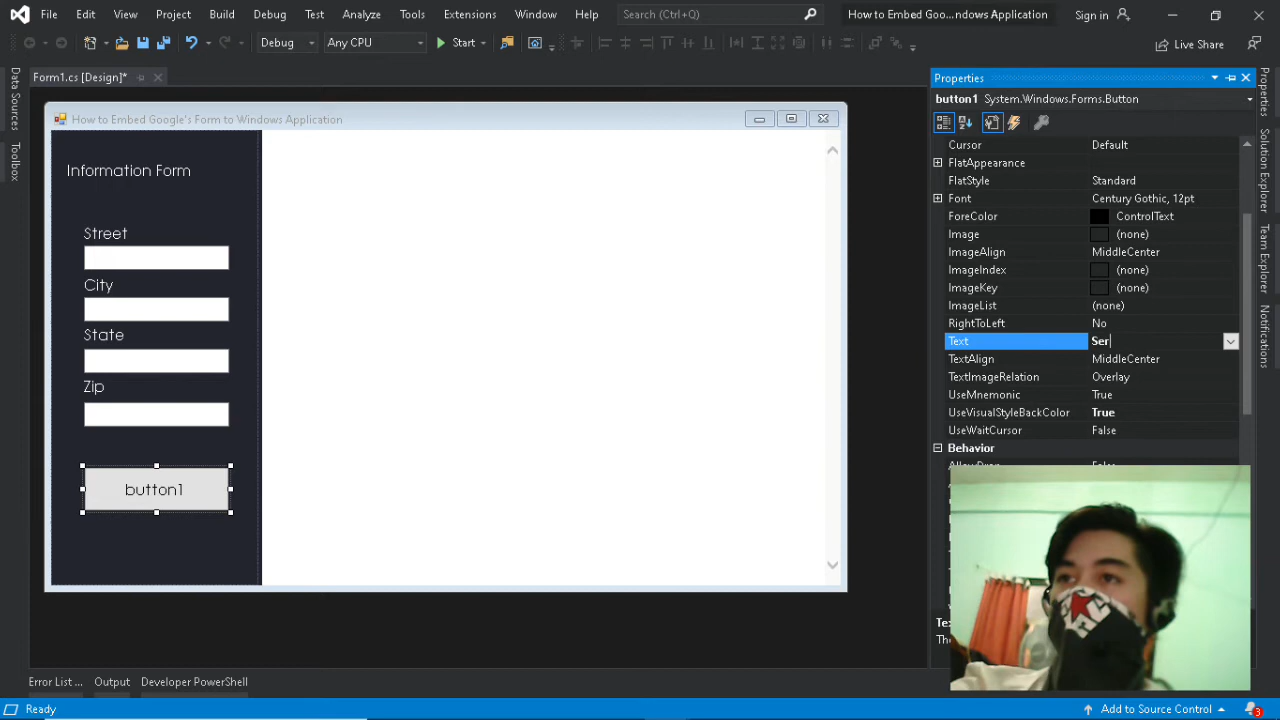 File Edit View Project Build Debug Test Analyze Tools Extensions Window Help Search (Ctrl+Q) How to Embed Goo...ndows Application Sign in
Debug Any CPU Start Live Share
Form1.cs [Design]*
Data Sources
Toolbox
How to Embed Google's Form to Windows Application
Information Form
Street
City
State
Zip
button1
Properties
button1 System.Windows.Forms.Button
Cursor Default
FlatAppearance
FlatStyle Standard
Font Century Gothic, 12pt
ForeColor ControlText
Image (none)
ImageAlign MiddleCenter
ImageIndex (none)
ImageKey (none)
ImageList (none)
RightToLeft No
Text Ser
TextAlign MiddleCenter
TextImageRelation Overlay
UseMnemonic True
UseVisualStyleBackColor True
UseWaitCursor False
Behavior
Properties
Solution Explorer
Team Explorer
Notifications
Error List ... Output Developer PowerShell
Ready Add to Source Control 3